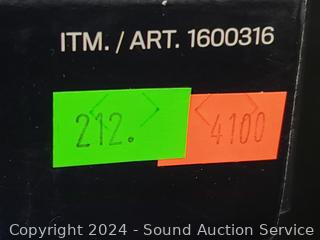 ITM. / ART. 1600316
212.
4100
Copyright 2024 - Sound Auction Service